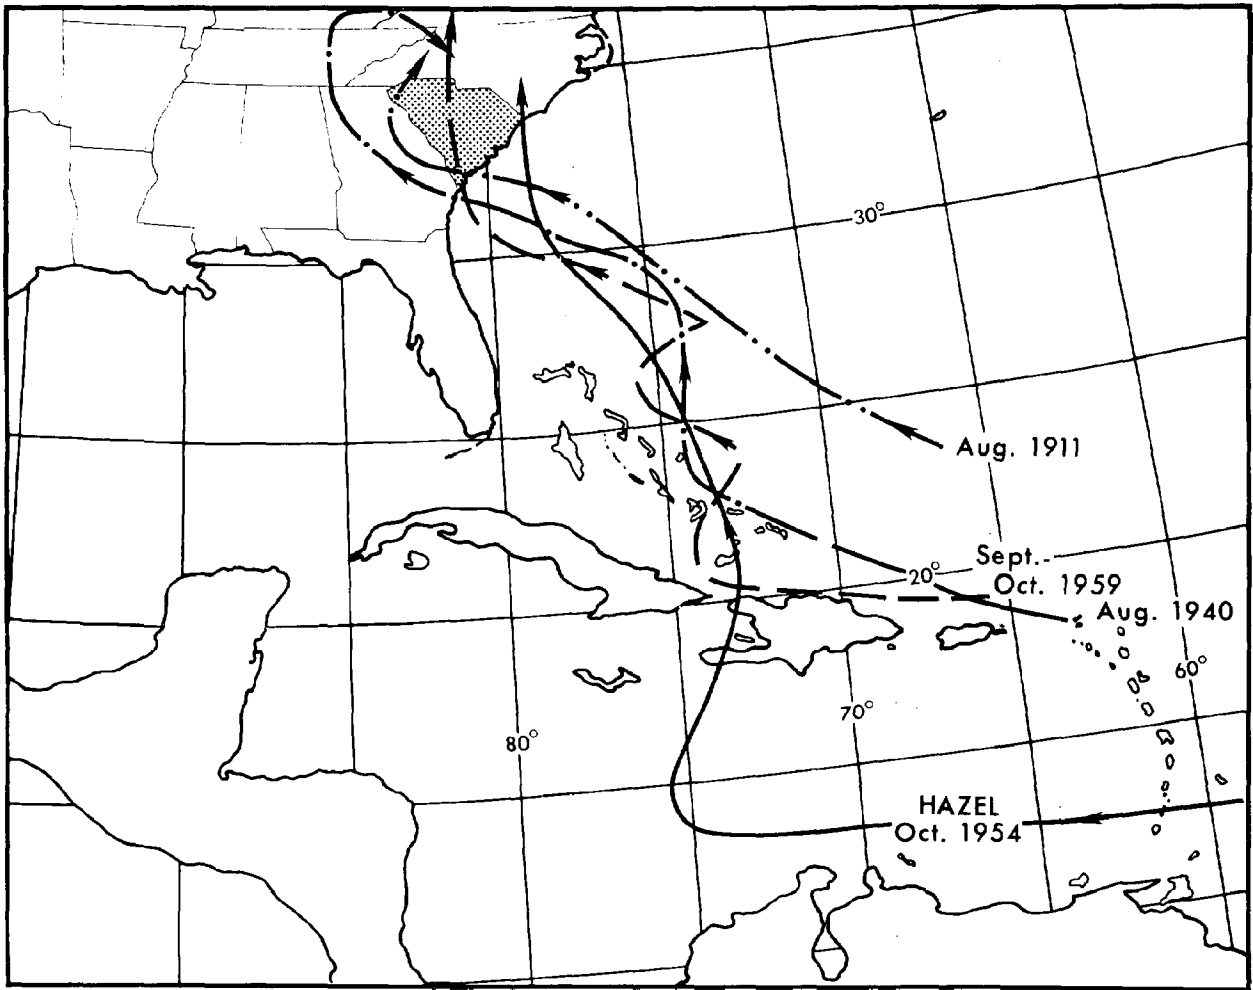 30°
Aug. 1911
Sept.-
20°
Oct. 1959
Aug. 1940
60°
70°
80°
HAZEL
Oct. 1954